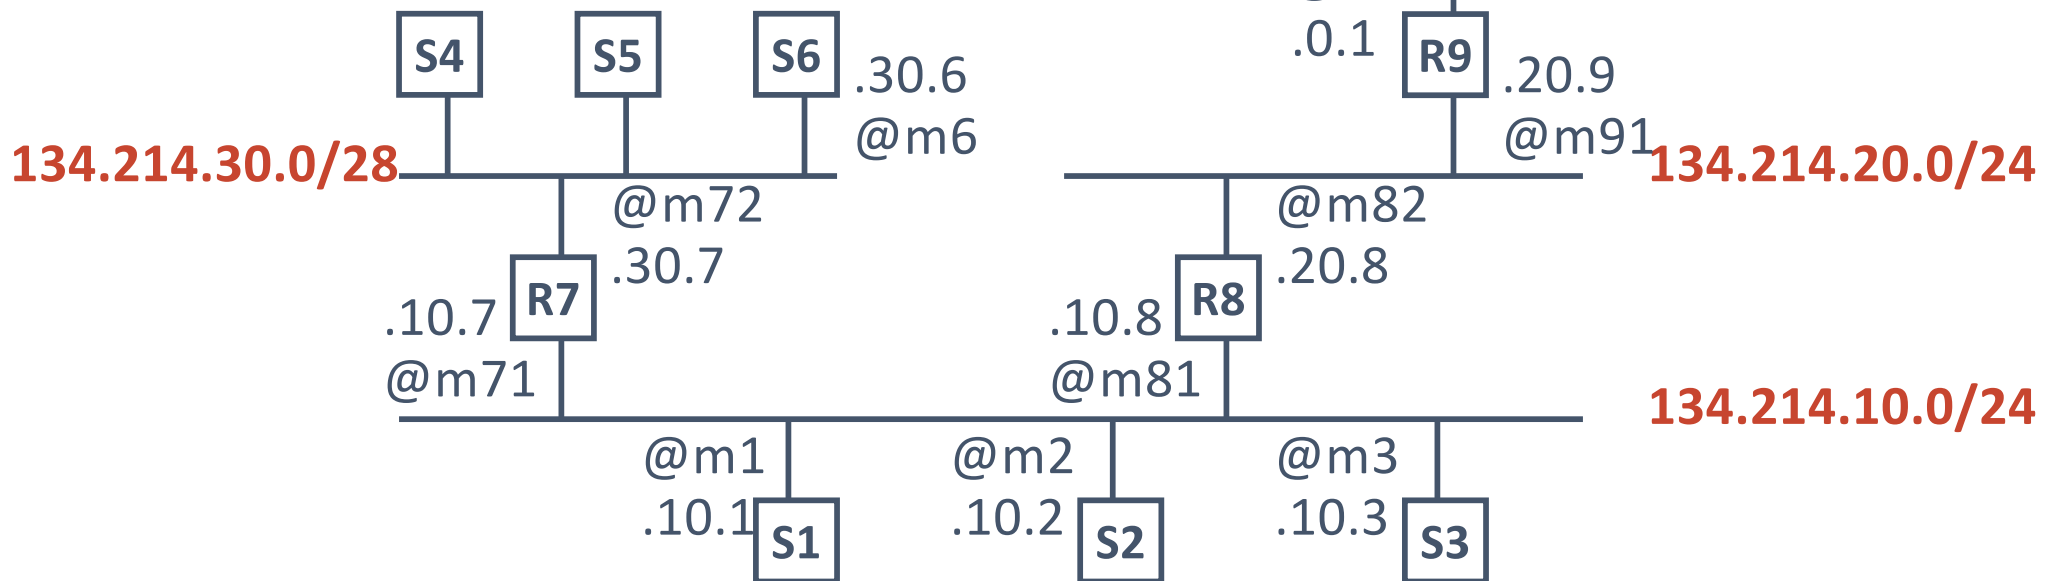 S4
S5
S6
.30.6
@m6
.0.1
R9
.20.9
@m91
134.214.30.0/28
134.214.20.0/24
@m72
.30.7
@m82
.20.8
R7
.10.7
@m71
R8
.10.8
@m81
134.214.10.0/24
@m1
.10.1
S1
@m2
.10.2
S2
@m3
.10.3
S3